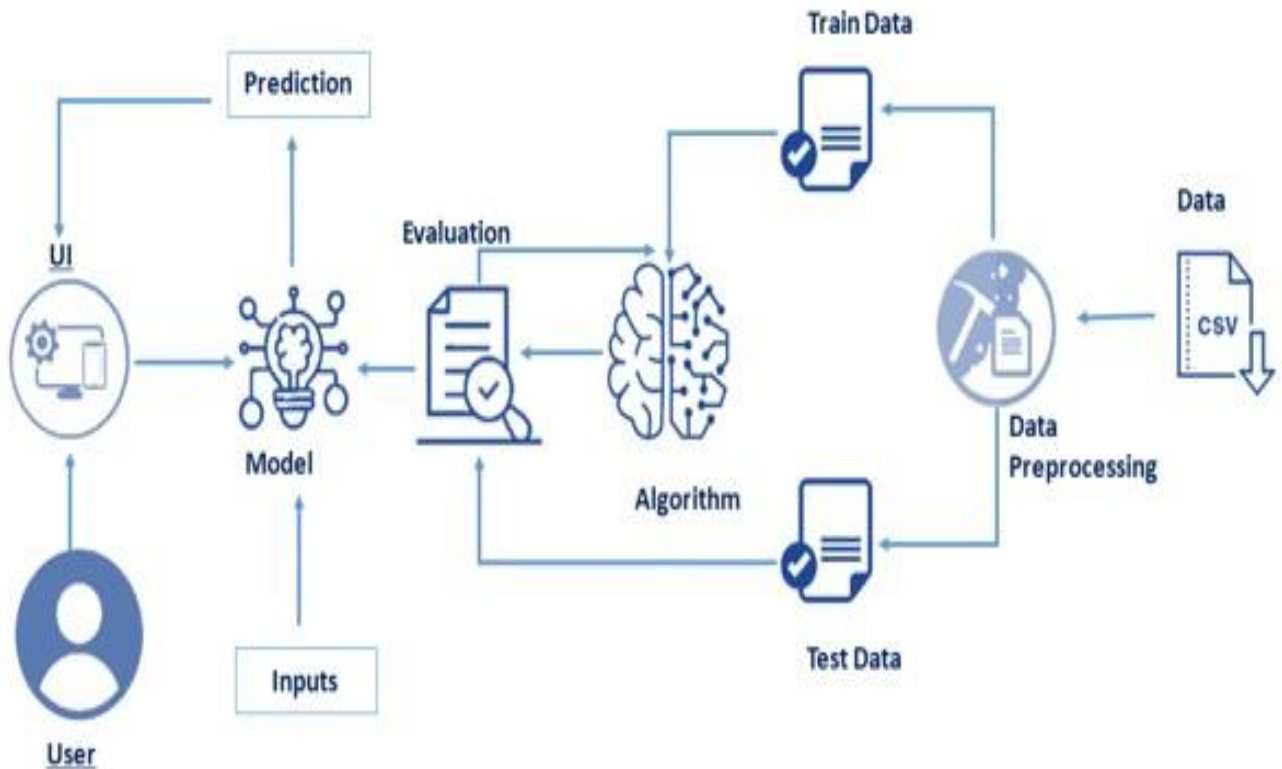 Train Data
Prediction
Data
Evaluation
UI
CSV
Data
Preprocessing
Model
Algorithm
Test Data
Inputs
User